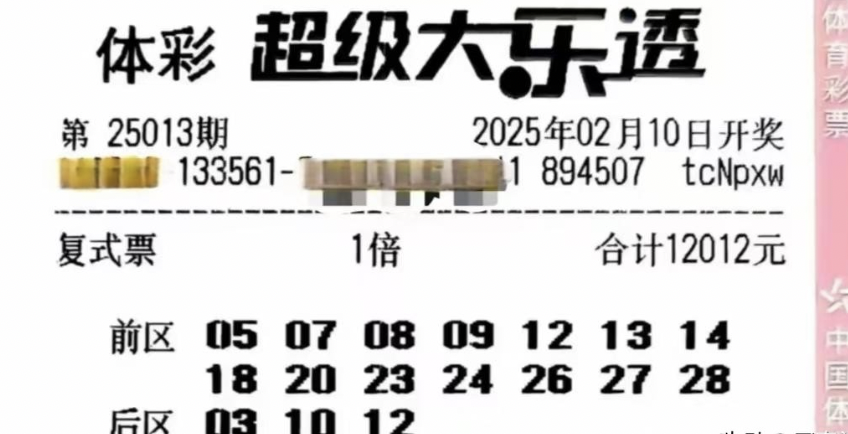 体彩 超级大乐透
第 25013期 2025年02月10日开奖
133561- 1 894507 tcNpxw
复式票 1倍 合计12012元
前区 05 07 08 09 12 13 14
18 20 23 24 26 27 28
后区 03 10 12
体育彩票
中国体